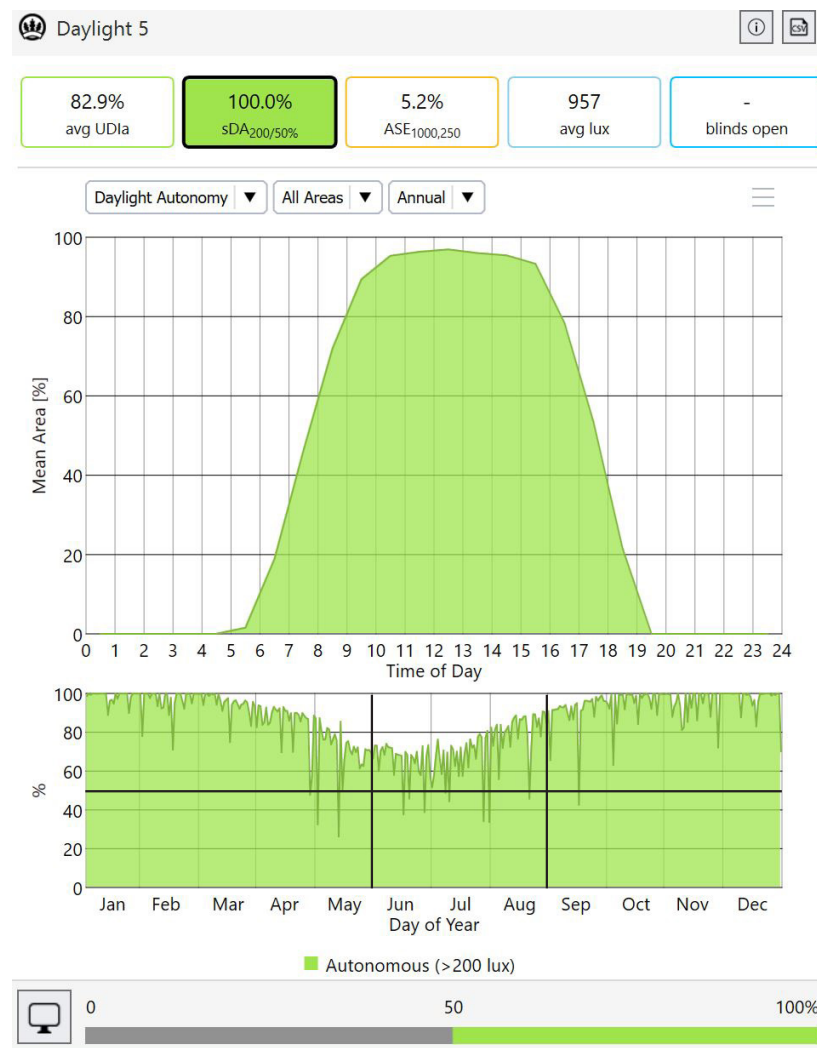 Daylight 5
CSV
82.9%
avg UDIa
100.0%
sDA200/50%
5.2%
ASE1000,250
957
avg lux
-
blinds open
Daylight Autonomy ▼
All Areas ▼
Annual ▼
100
80
60
40
20
0
Mean Area [%]
0 1 2 3 4 5 6 7 8 9 10 11 12 13 14 15 16 17 18 19 20 21 22 23 24
Time of Day
100
80
60
40
20
0
%
Jan Feb Mar Apr May Jun Jul Aug Sep Oct Nov Dec
Day of Year
Autonomous (>200 lux)
0 50 100%